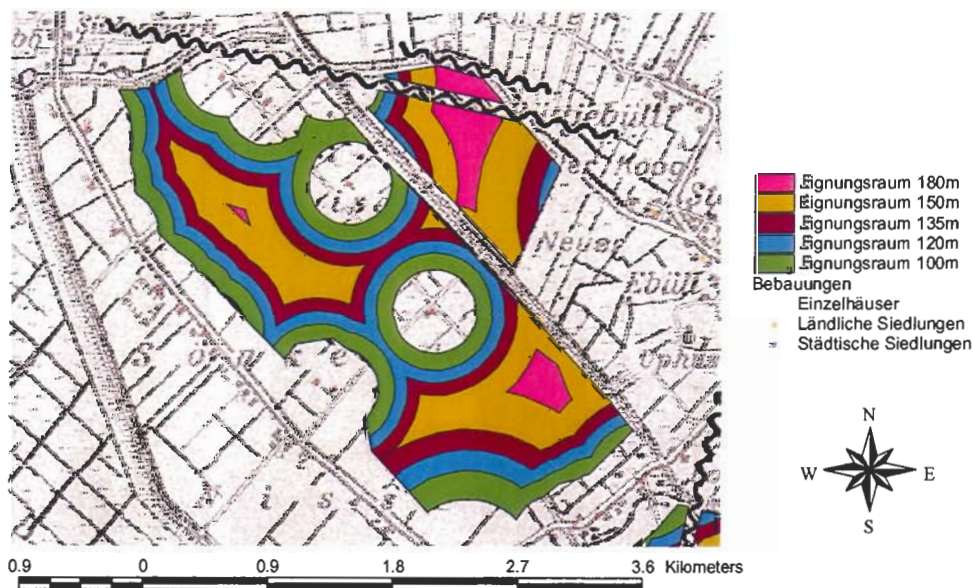 Koog
Neuer
Eignungsraum 180m
Eignungsraum 150m
Eignungsraum 135m
Eignungsraum 120m
Eignungsraum 100m
Bebauungen
Einzelhäuser
Ländliche Siedlungen
Städtische Siedlungen
N
W E
S
0.9 0 0.9 1.8 2.7 3.6 Kilometers